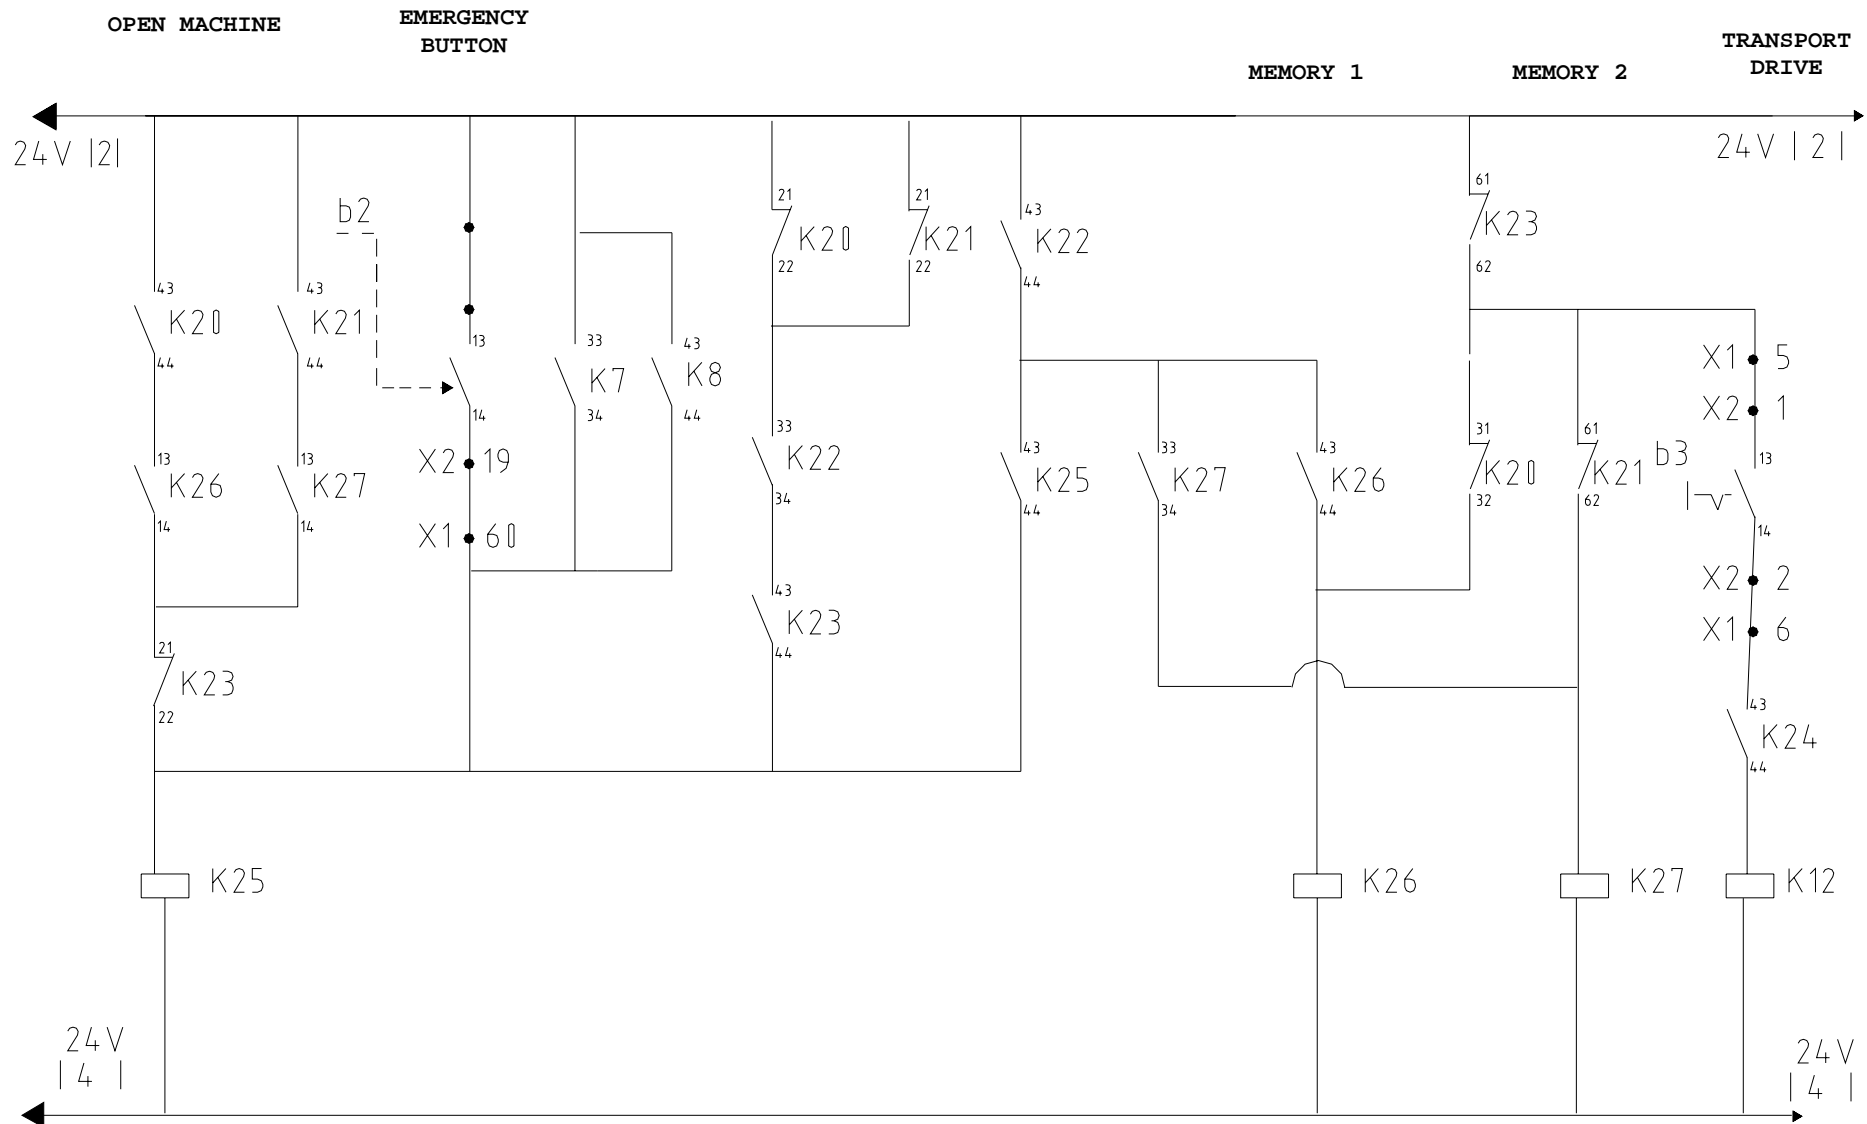 OPEN MACHINE
EMERGENCY
BUTTON
MEMORY 1
MEMORY 2
TRANSPORT
DRIVE
24V |2|
24V | 2 |
b2
43
K20
44
43
K21
44
13
14
33
K7
34
43
K8
44
21
K20
22
21
K21
22
43
K22
44
61
K23
62
13
K26
14
13
K27
14
X2 19
X1 60
33
K22
34
43
K25
44
33
K27
34
43
K26
44
31
K20
32
61
K21
62
X1 5
X2 1
b3
13
14
X2 2
X1 6
21
K23
22
43
K23
44
43
K24
44
K25
K26
K27
K12
24V
| 4 |
24V
| 4 |